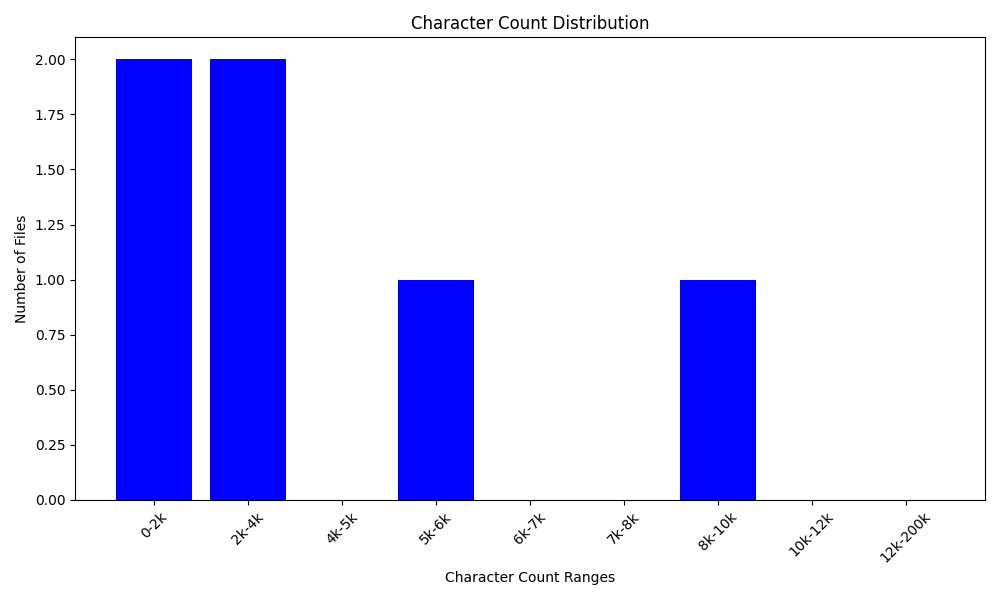 Character Count Distribution
2.00
1.75
1.50
1.25
1.00
0.75
0.50
0.25
0.00
Number of Files
0-2k
2k-4k
4k-5k
5k-6k
6k-7k
7k-8k
8k-10k
10k-12k
12k-200k
Character Count Ranges